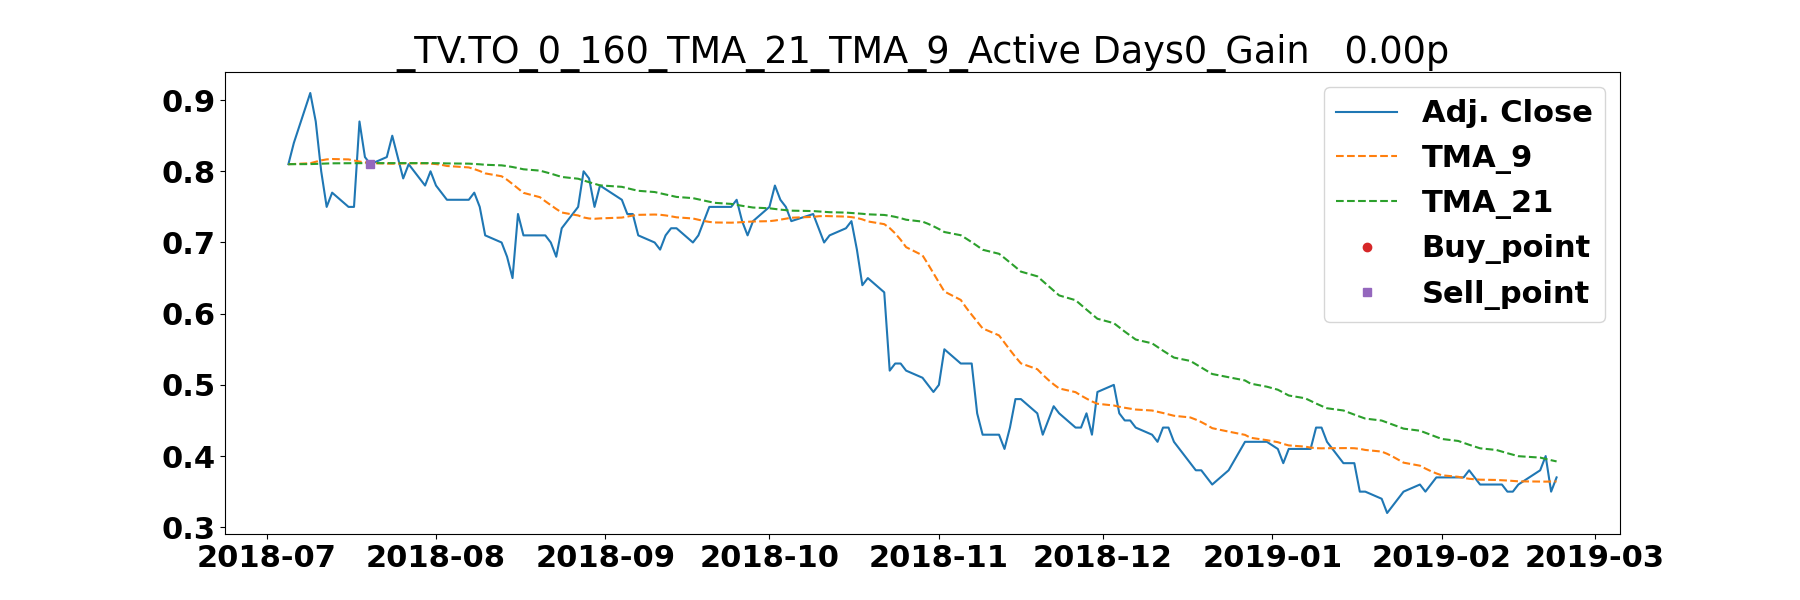 _TV.TO_0_160_TMA_21_TMA_9_Active Days0_Gain   0.00p
0.9
0.8
0.7
0.6
0.5
0.4
0.3
Adj. Close
TMA_9
TMA_21
Buy_point
Sell_point
2018-07 2018-08 2018-09 2018-10 2018-11 2018-12 2019-01 2019-02 2019-03